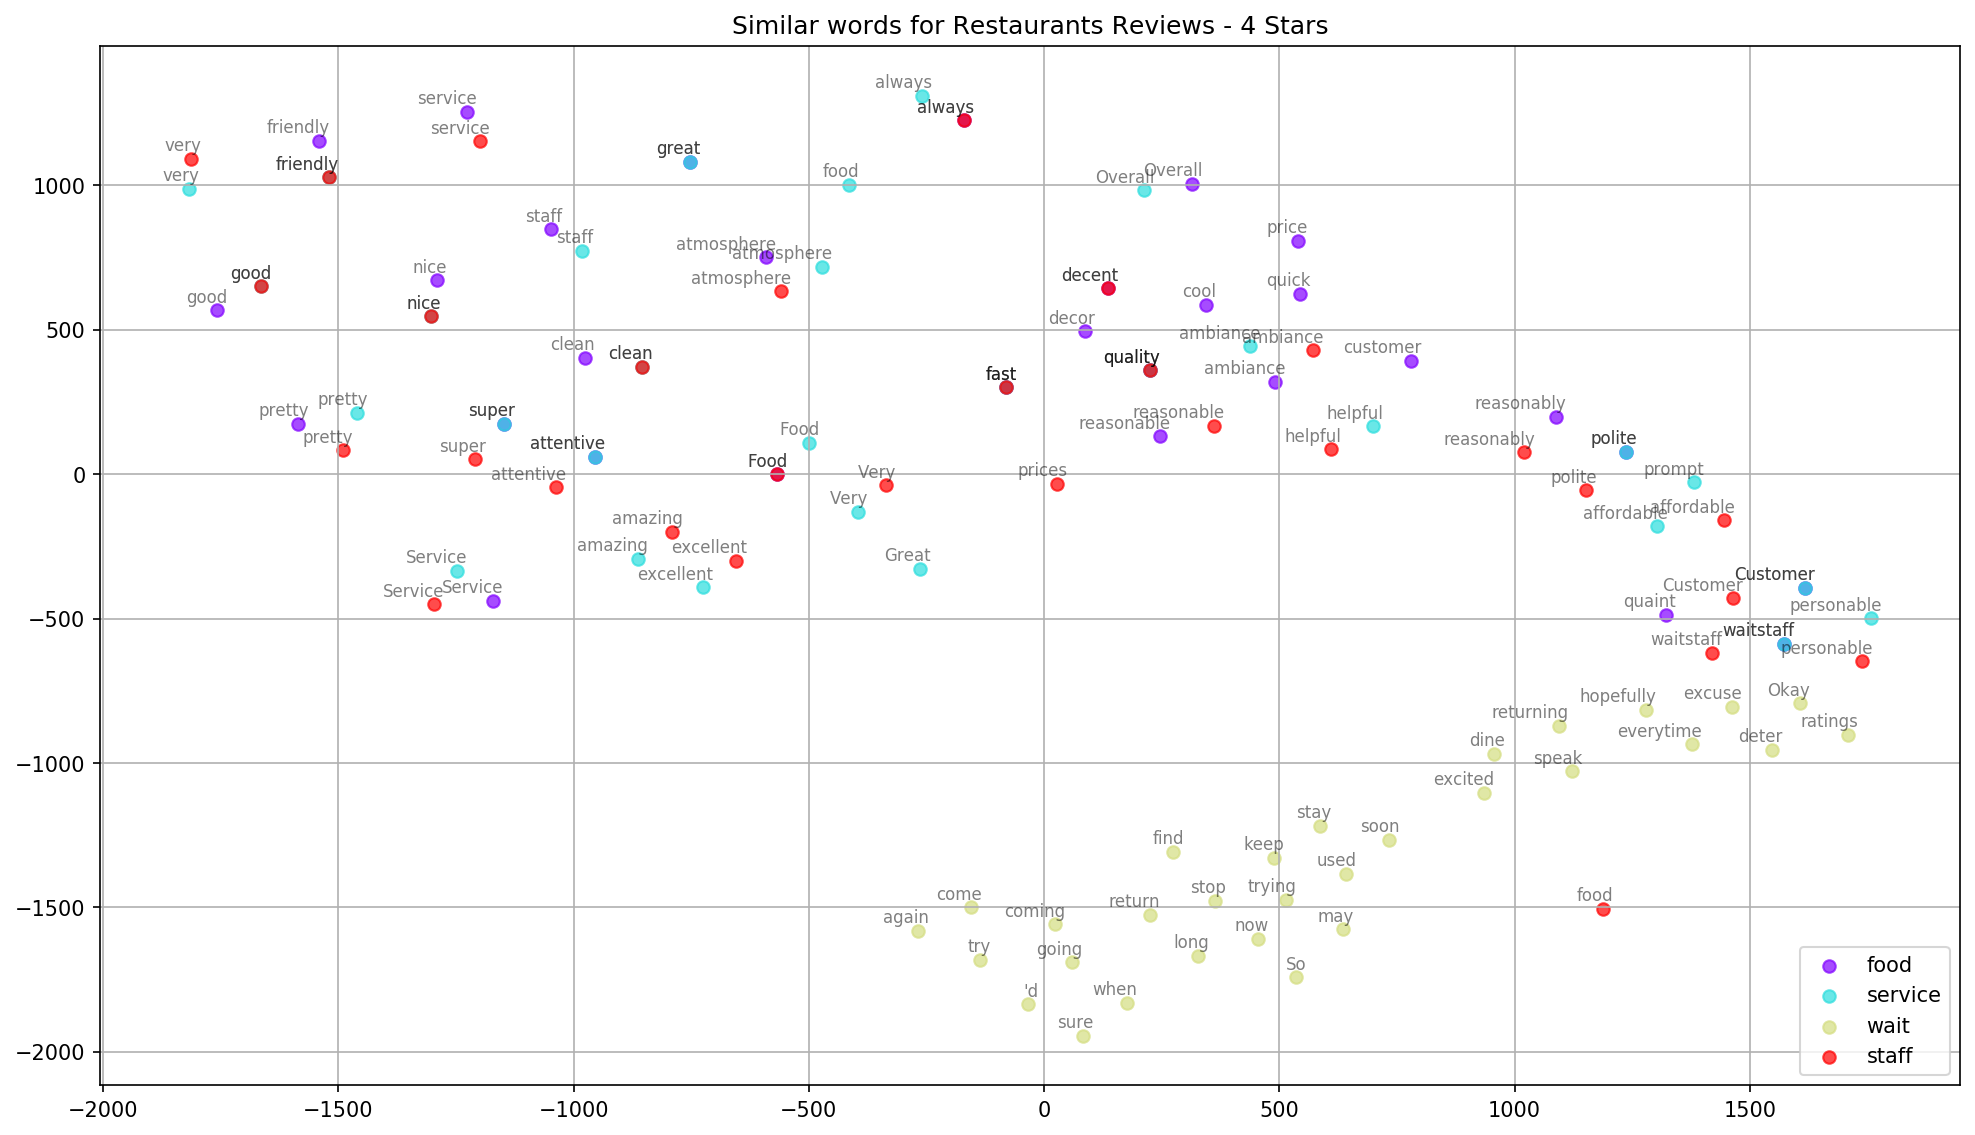 Similar words for Restaurants Reviews - 4 Stars
always
service
always
friendly
service
very
great
friendly
very
food
Overall
Overall
staff
price
staff
atmosphere
atmosphere
nice
good
atmosphere
decent
quick
good
nice
cool
decor
ambiance
ambiance
clean
clean
quality
customer
fast
ambiance
pretty
pretty
super
reasonable
reasonable
helpful
reasonably
pretty
super
attentive
Food
helpful
reasonably
polite
attentive
Food
Very
prices
polite
prompt
Very
amazing
affordable
affordable
amazing
excellent
excellent
Great
Service
Service
Service
Customer
Customer
quaint
personable
waitstaff
waitstaff
personable
hopefully
excuse
Okay
returning
everytime
deter
ratings
dine
speak
excited
stay
soon
find
keep
used
come
return
stop
trying
food
again
coming
now
may
try
going
long
So
'd
when
sure
1000
500
0
−500
−1000
−1500
−2000
−2000
−1500
−1000
−500
0
500
1000
1500
food
service
wait
staff